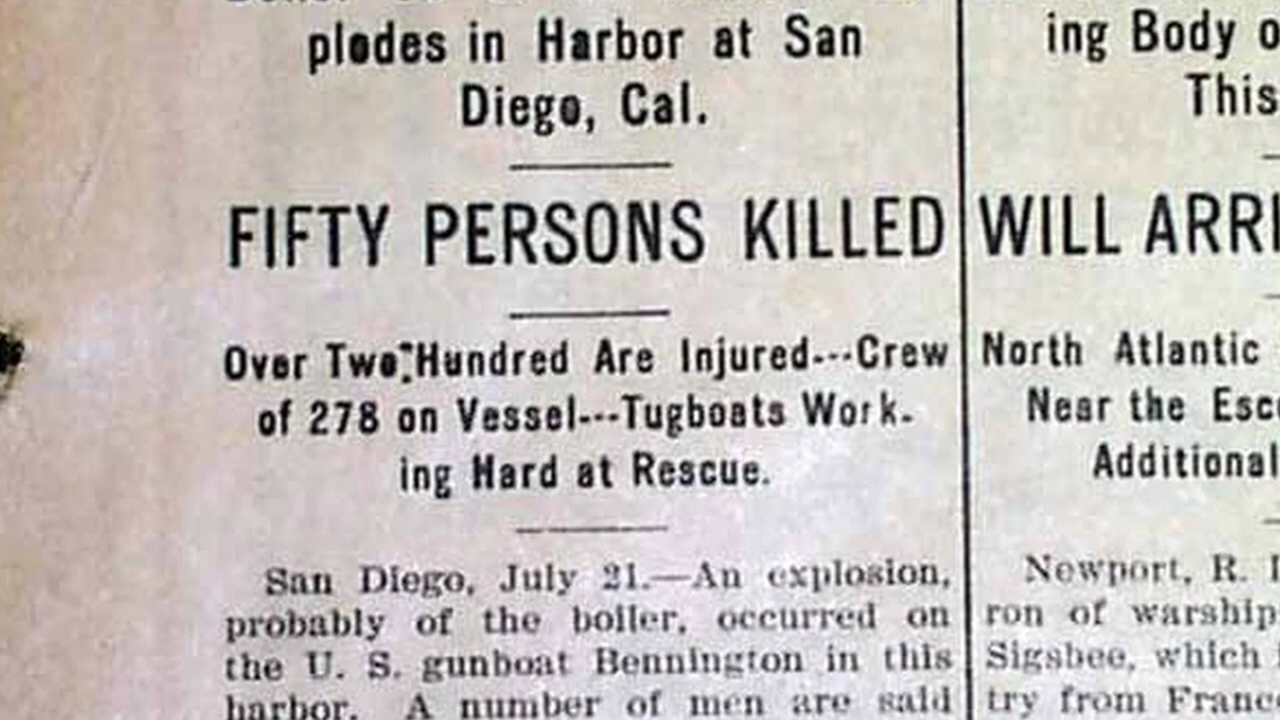 plodes in Harbor at San
Diego, Cal.
FIFTY PERSONS KILLED
Over Two Hundred Are Injured---Crew
of 278 on Vessel---Tugboats Work-
ing Hard at Rescue.
San Diego, July 21.—An explosion,
probably of the boiler, occurred on
the U. S. gunboat Bennington in this
harbor. A number of men are said
ing Body o
This
WILL ARRI
North Atlantic
Near the Esc
Additional
Newport, R. I
ron of warship
Sigsbee, which
try from Franc